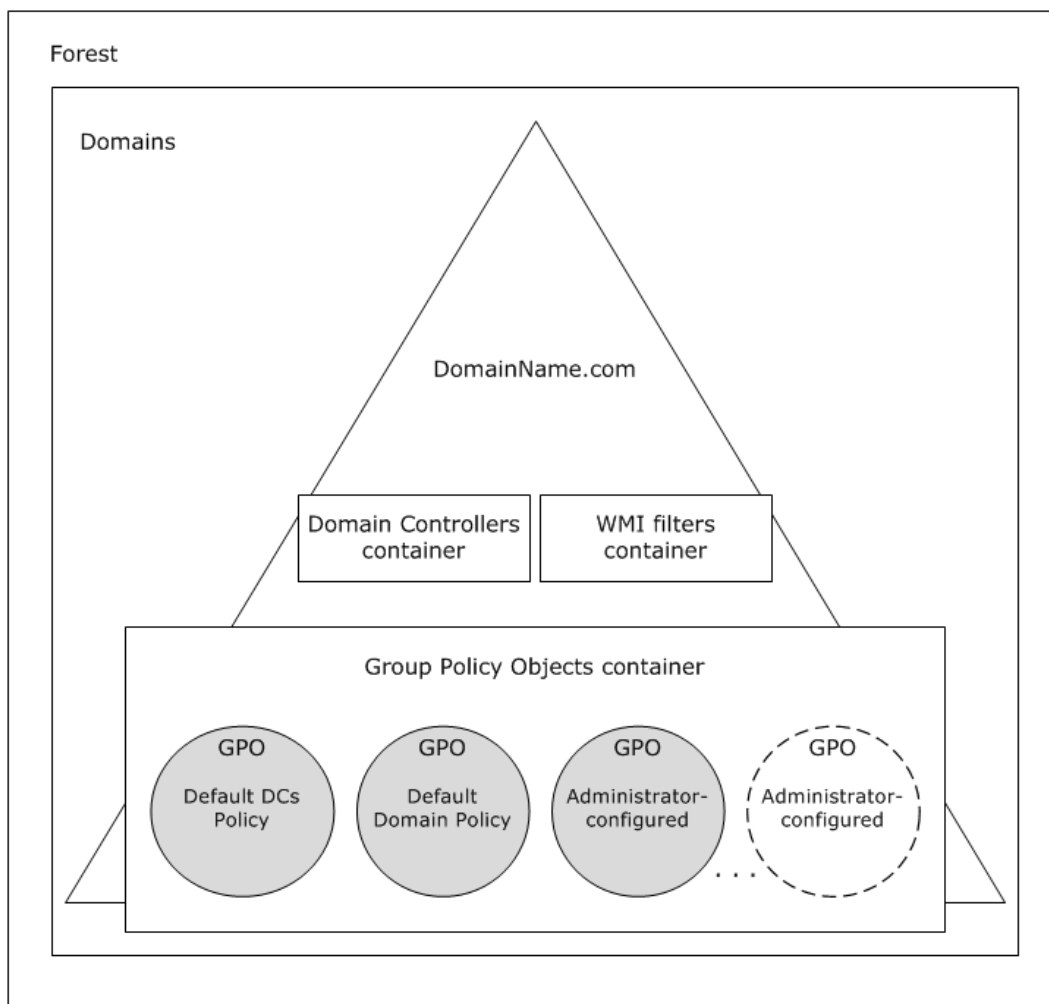 Forest
Domains
DomainName.com
Domain Controllers
container
WMI filters
container
Group Policy Objects container
GPO
Default DCs
Policy
GPO
Default
Domain Policy
GPO
Administrator-
configured
. . .
GPO
Administrator-
configured